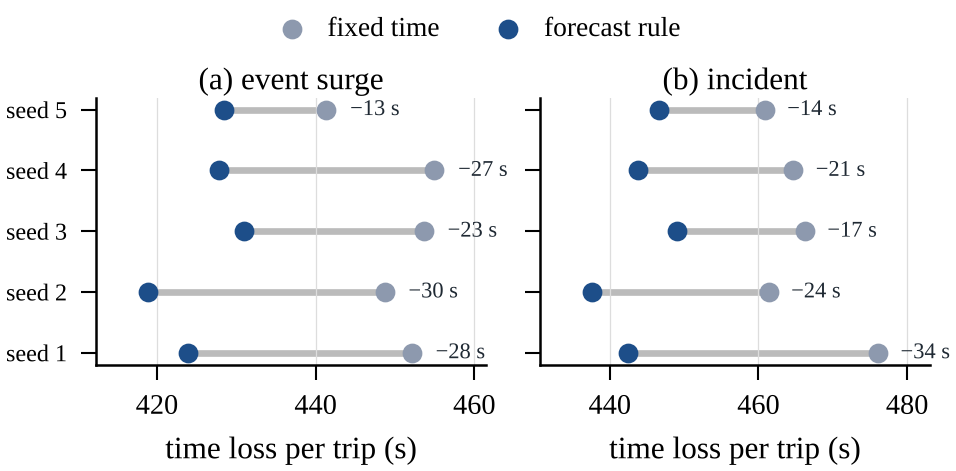 fixed time forecast rule
(a) event surge (b) incident
seed 5 −13 s −14 s
seed 4 −27 s −21 s
seed 3 −23 s −17 s
seed 2 −30 s −24 s
seed 1 −28 s −34 s
420 440 460 440 460 480
time loss per trip (s) time loss per trip (s)